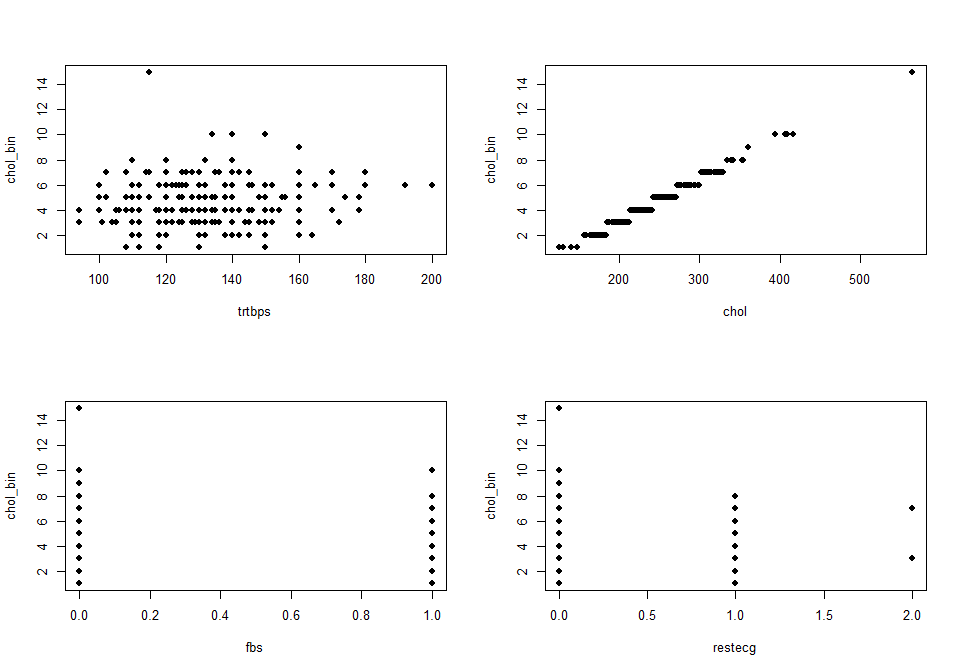 chol_bin
2 4 6 8 10 12 14
100 120 140 160 180 200
trtbps
chol_bin
2 4 6 8 10 12 14
200 300 400 500
chol
chol_bin
2 4 6 8 10 12 14
0.0 0.2 0.4 0.6 0.8 1.0
fbs
chol_bin
2 4 6 8 10 12 14
0.0 0.5 1.0 1.5 2.0
restecg